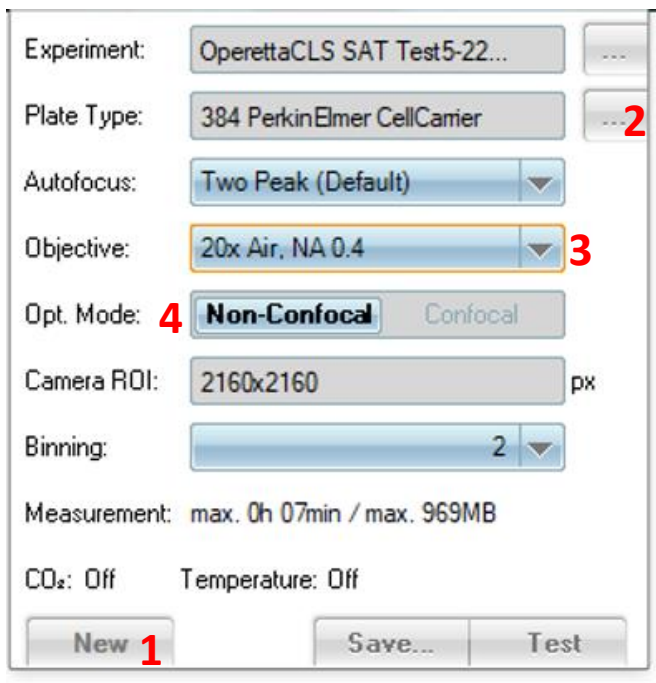 Experiment: OperettaCLS SAT Test5-22... ...
Plate Type: 384 PerkinElmer CellCarrier ... 2
Autofocus: Two Peak (Default)
Objective: 20x Air, NA 0.4 3
Opt. Mode: 4 Non-Confocal Confocal
Camera ROI: 2160x2160 px
Binning: 2
Measurement: max. 0h 07min / max. 969MB
CO₂: Off Temperature: Off
New 1 Save... Test